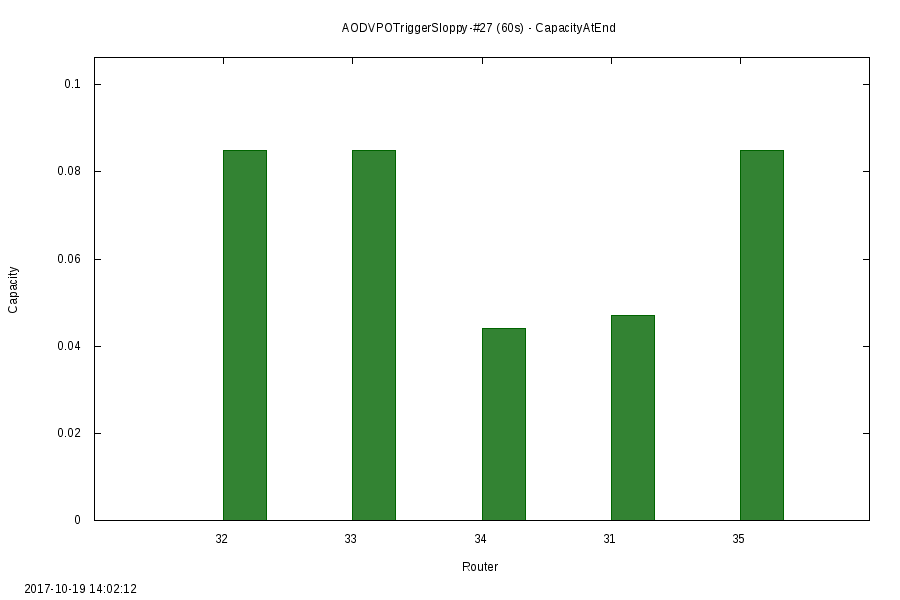 AODVPOTriggerSloppy-#27 (60s) - CapacityAtEnd
0.1
0.08
0.06
0.04
0.02
0
Capacity
32 33 34 31 35
Router
2017-10-19 14:02:12